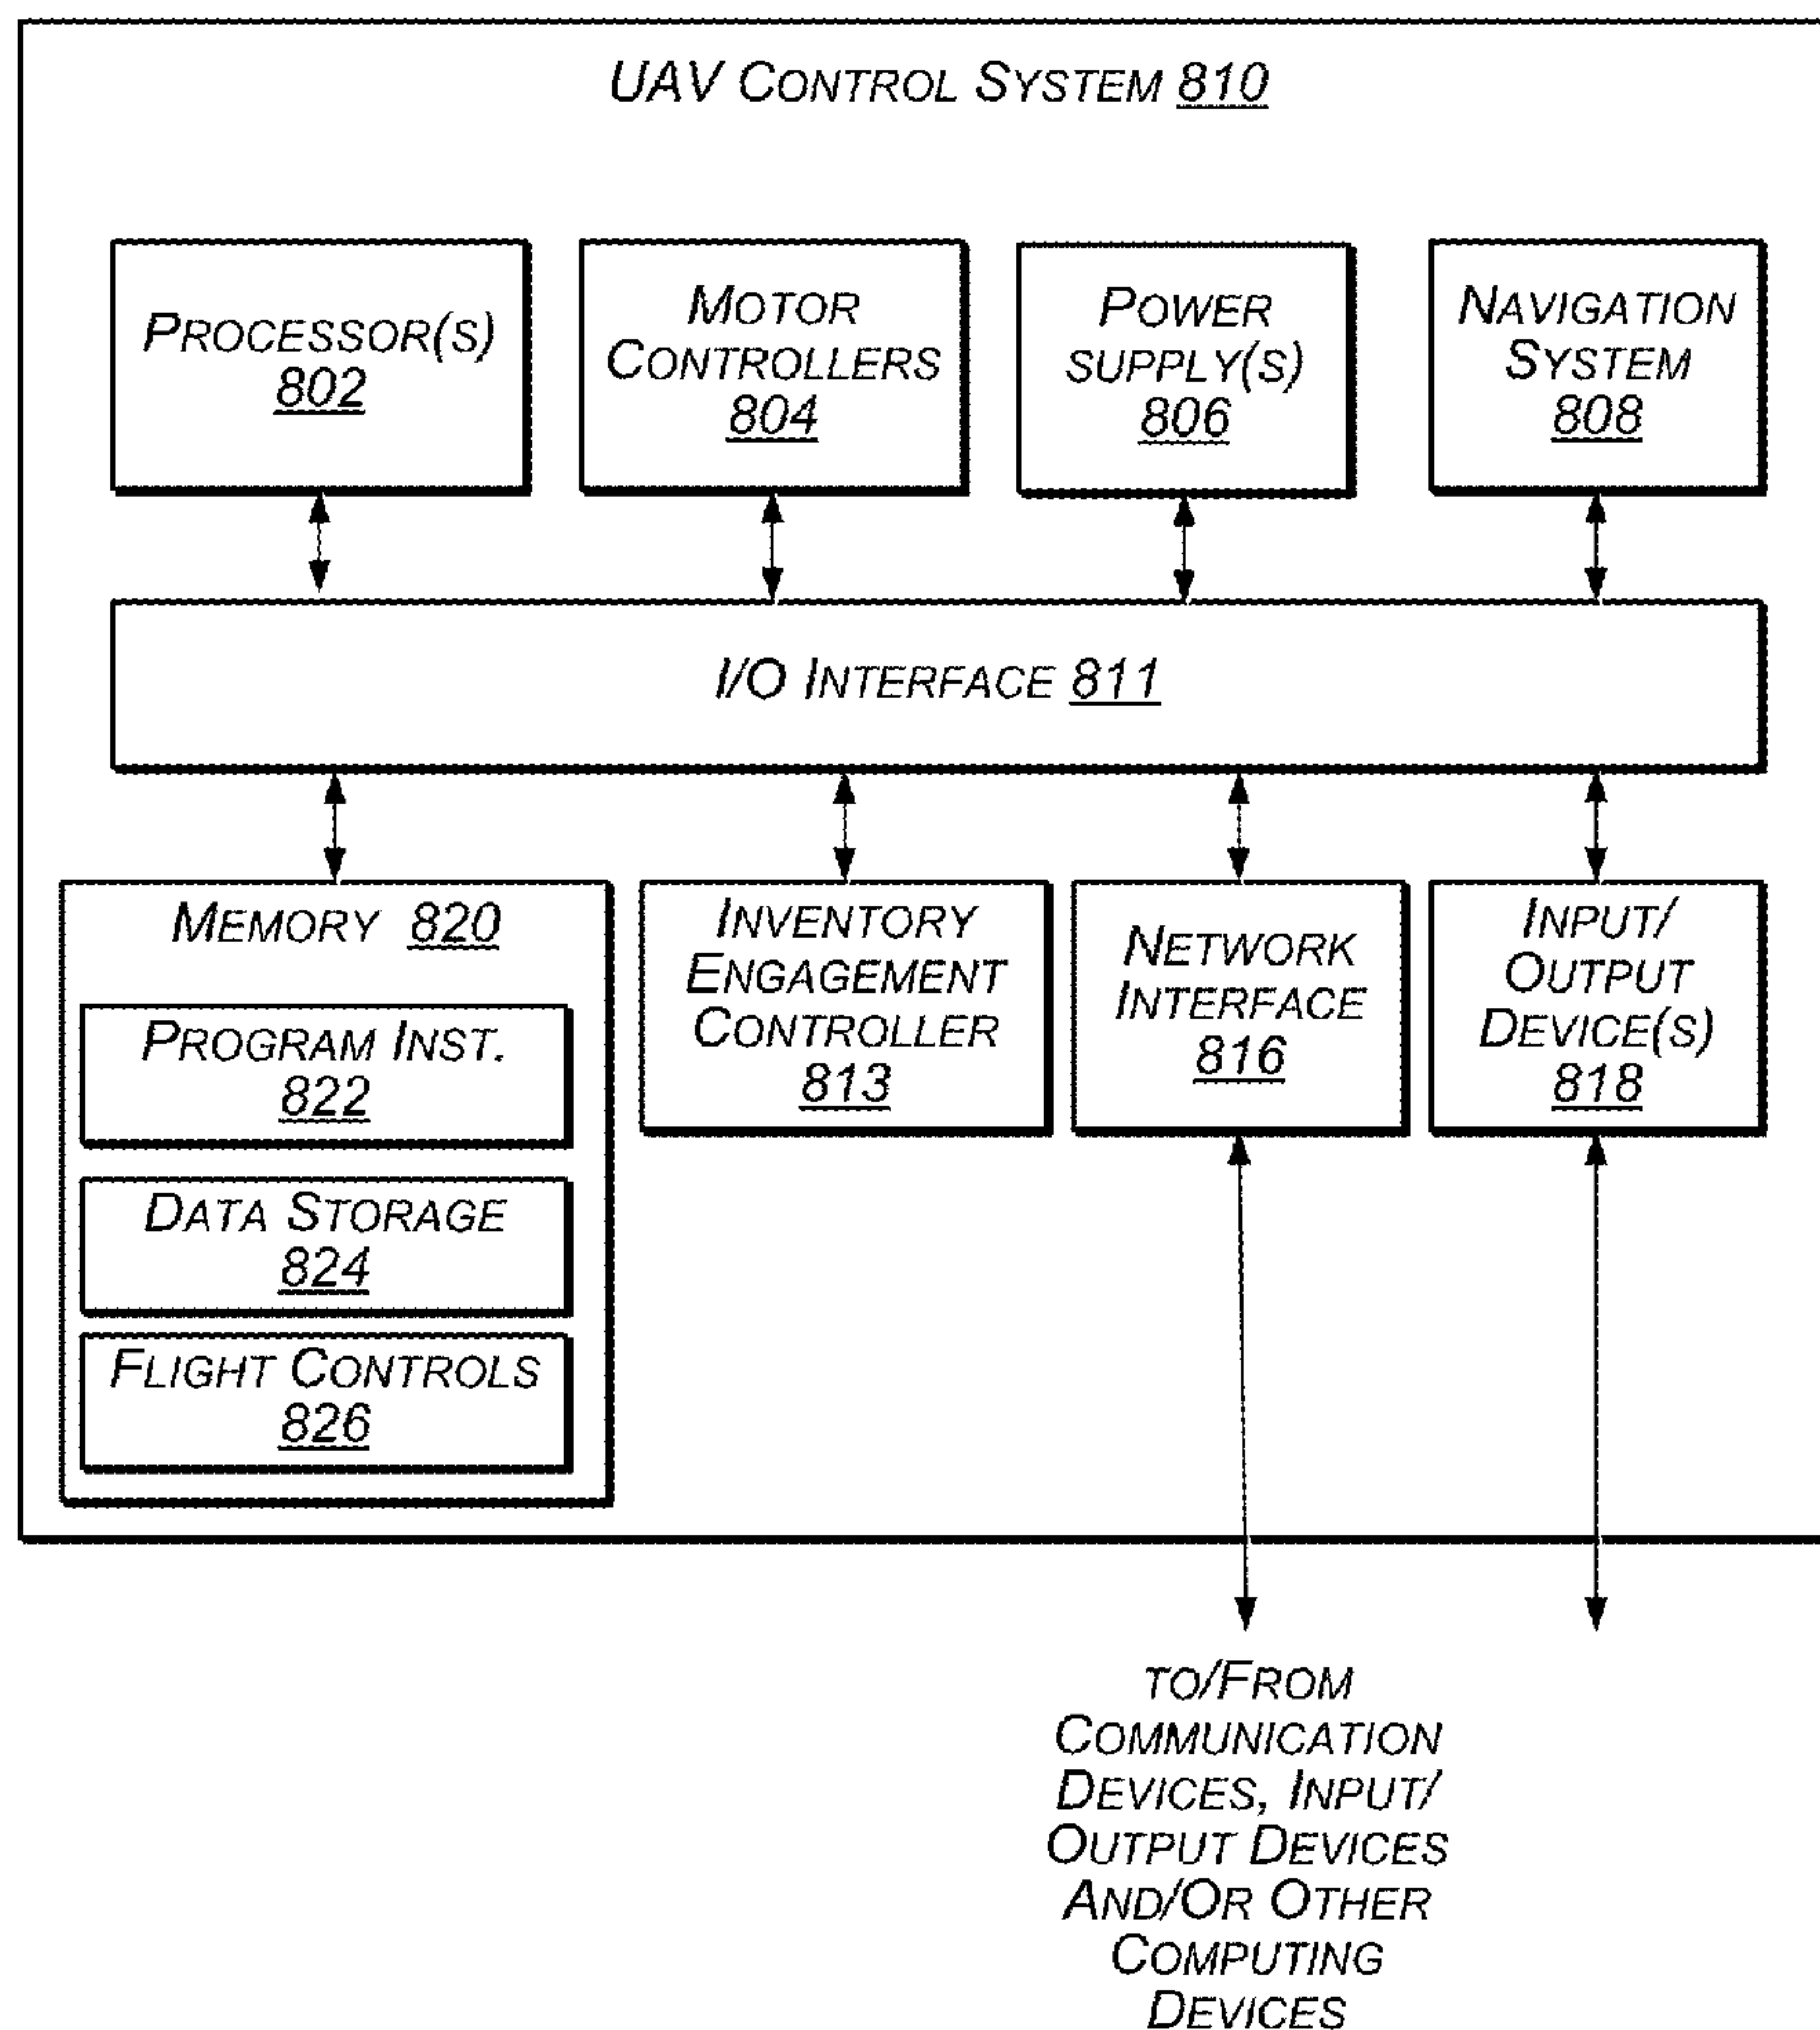 UAV CONTROL SYSTEM 810
PROCESSOR(S)
802
MOTOR
CONTROLLERS
804
POWER
SUPPLY(S)
806
NAVIGATION
SYSTEM
808
I/O INTERFACE 811
MEMORY 820
PROGRAM INST.
822
DATA STORAGE
824
FLIGHT CONTROLS
826
INVENTORY
ENGAGEMENT
CONTROLLER
813
NETWORK
INTERFACE
816
INPUT/
OUTPUT
DEVICE(S)
818
TO/FROM
COMMUNICATION
DEVICES, INPUT/
OUTPUT DEVICES
AND/OR OTHER
COMPUTING
DEVICES